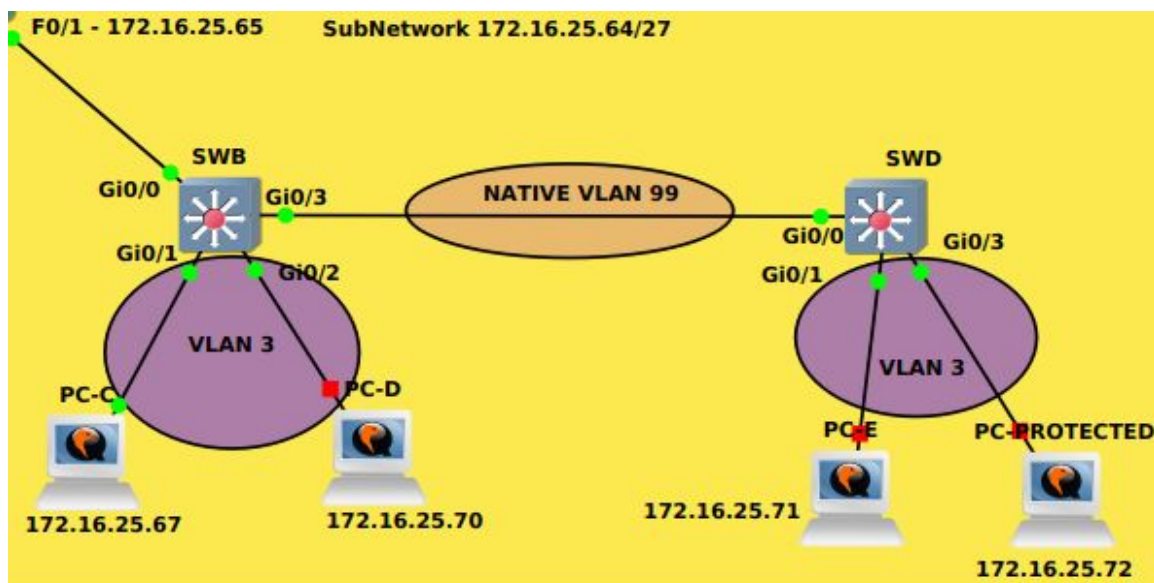 F0/1 - 172.16.25.65
SubNetwork 172.16.25.64/27
SWB
SWD
Gi0/0
Gi0/3
NATIVE VLAN 99
Gi0/0
Gi0/3
Gi0/1
Gi0/2
Gi0/1
VLAN 3
VLAN 3
PC-C
PC-D
PC-E
PC-PROTECTED
172.16.25.67
172.16.25.70
172.16.25.71
172.16.25.72